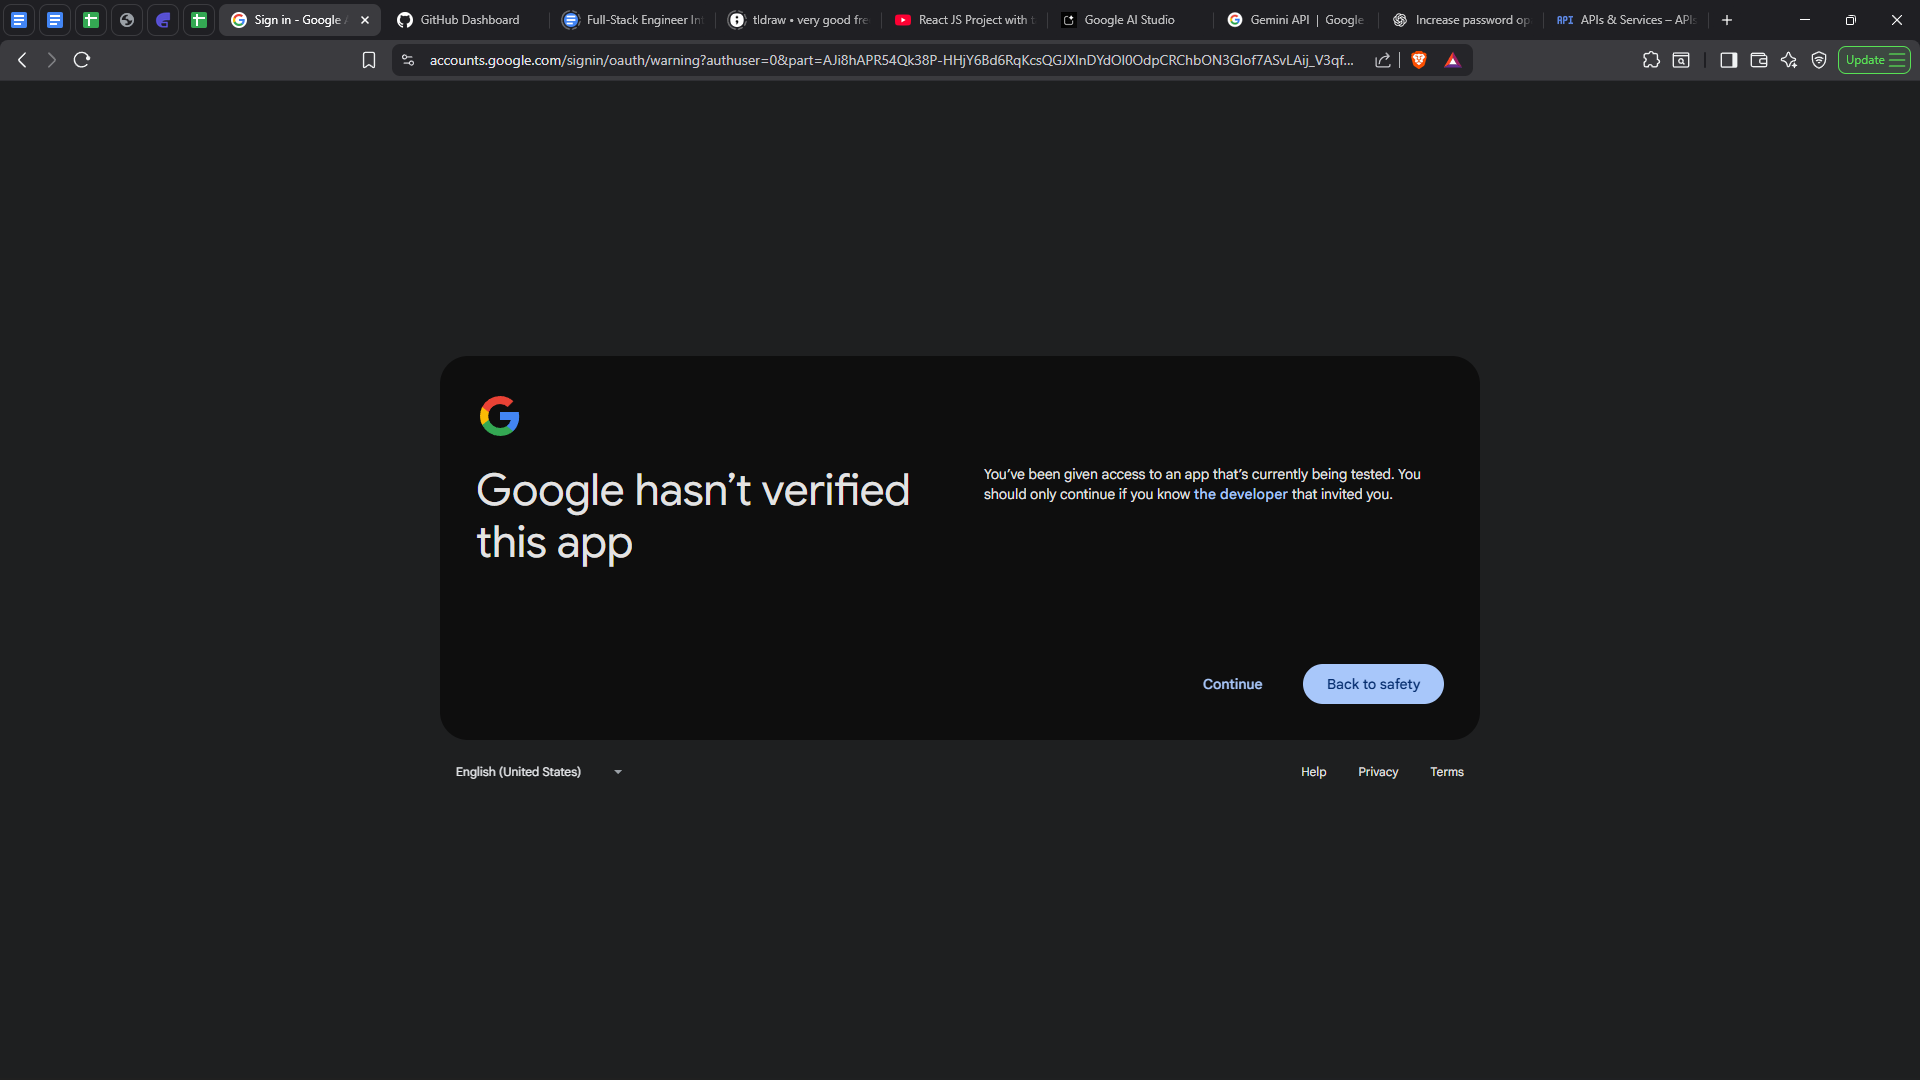 Sign in - Google A
GitHub Dashboard
Full-Stack Engineer Int
tldraw • very good fre
React JS Project with t
Google AI Studio
Gemini API | Google
Increase password op
API APIs & Services – APIs
accounts.google.com/signin/oauth/warning?authuser=0&part=AJi8hAPR54Qk38P-HHjY6Bd6RqKcsQGJXInDYdOI0OdpCRChbON3GIof7ASvLAij_V3qf...
Update
Google hasn’t verified
this app
You’ve been given access to an app that’s currently being tested. You
should only continue if you know the developer that invited you.
Continue
Back to safety
English (United States)
Help
Privacy
Terms